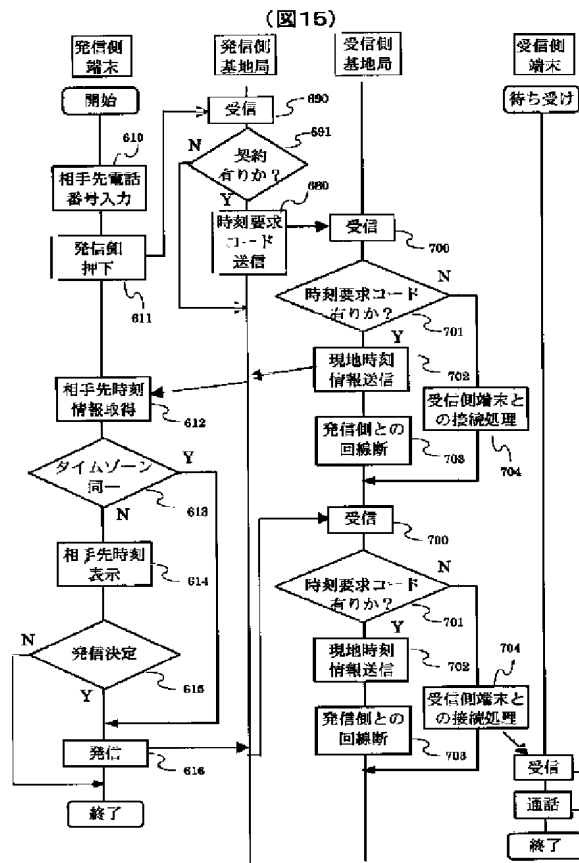 (図15)
発信側
端末
発信側
基地局
受信側
基地局
受信側
端末
開始
待ち受け
受信
690
691
N
契約
有りか?
Y
610
相手先電話
番号入力
680
時刻要求
コード
送信
受信
700
発信側
押下
611
N
時刻要求コード
有りか?
701
Y
現地時刻
情報送信
702
相手先時刻
情報取得
612
受信側端末と
の接続処理
704
発信側との
回線断
703
タイムゾーン
同一
Y
613
N
受信
700
相手先時刻
表示
614
N
時刻要求コード
有りか?
701
Y
N
発信決定
615
Y
現地時刻
情報送信
702
704
受信側端末と
の接続処理
発信側との
回線断
703
発信
616
受信
通話
終了
終了